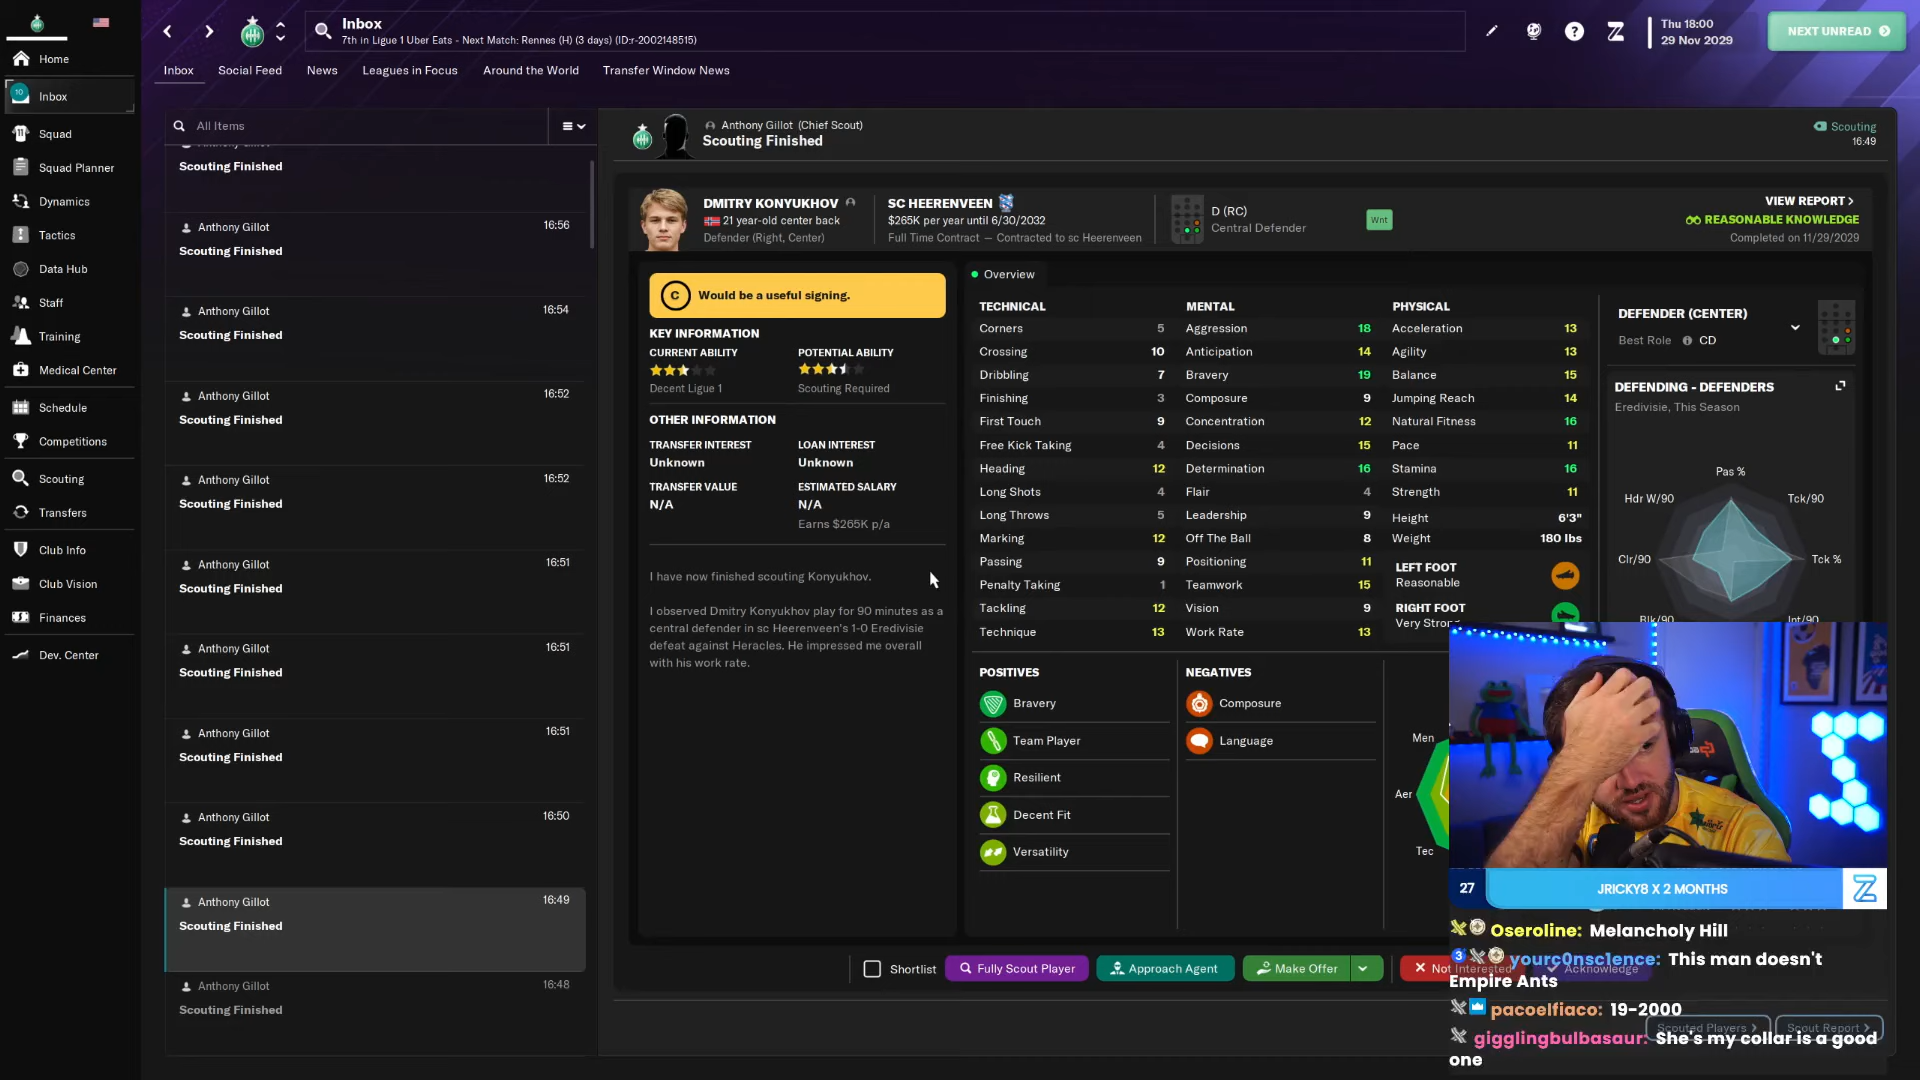 Inbox
7th in Ligue 1 Uber Eats - Next Match: Rennes (H) (3 days) (ID:r-2002148515)
Thu 18:00
29 Nov 2029
NEXT UNREAD
Home
10
Inbox
Squad
Squad Planner
Dynamics
Tactics
Data Hub
Staff
Training
Medical Center
Schedule
Competitions
Scouting
Transfers
Club Info
Club Vision
Finances
Dev. Center
Inbox
Social Feed
News
Leagues in Focus
Around the World
Transfer Window News
All Items
Scouting Finished
Anthony Gillot 16:56
Scouting Finished
Anthony Gillot 16:54
Scouting Finished
Anthony Gillot 16:52
Scouting Finished
Anthony Gillot 16:52
Scouting Finished
Anthony Gillot 16:51
Scouting Finished
Anthony Gillot 16:51
Scouting Finished
Anthony Gillot 16:51
Scouting Finished
Anthony Gillot 16:50
Scouting Finished
Anthony Gillot 16:49
Scouting Finished
Anthony Gillot 16:48
Scouting Finished
Anthony Gillot (Chief Scout)
Scouting Finished
Scouting
16:49
DMITRY KONYUKHOV
21 year-old center back
Defender (Right, Center)
SC HEERENVEEN
$265K per year until 6/30/2032
Full Time Contract — Contracted to sc Heerenveen
D (RC)
Central Defender
Wnt
VIEW REPORT >
REASONABLE KNOWLEDGE
Completed on 11/29/2029
C Would be a useful signing.
KEY INFORMATION
CURRENT ABILITY
Decent Ligue 1
POTENTIAL ABILITY
Scouting Required
OTHER INFORMATION
TRANSFER INTEREST
Unknown
LOAN INTEREST
Unknown
TRANSFER VALUE
N/A
ESTIMATED SALARY
N/A
Earns $265K p/a
I have now finished scouting Konyukhov.
I observed Dmitry Konyukhov play for 90 minutes as a
central defender in sc Heerenveen's 1-0 Eredivisie
defeat against Heracles. He impressed me overall
with his work rate.
Overview
TECHNICAL
Corners 5
Crossing 10
Dribbling 7
Finishing 3
First Touch 9
Free Kick Taking 4
Heading 12
Long Shots 4
Long Throws 5
Marking 12
Passing 9
Penalty Taking 1
Tackling 12
Technique 13
MENTAL
Aggression 18
Anticipation 14
Bravery 19
Composure 9
Concentration 12
Decisions 15
Determination 16
Flair 4
Leadership 9
Off The Ball 8
Positioning 11
Teamwork 15
Vision 9
Work Rate 13
PHYSICAL
Acceleration 13
Agility 13
Balance 15
Jumping Reach 14
Natural Fitness 16
Pace 11
Stamina 16
Strength 11
Height 6'3"
Weight 180 lbs
LEFT FOOT
Reasonable
RIGHT FOOT
Very Strong
DEFENDER (CENTER)
Best Role CD
DEFENDING - DEFENDERS
Eredivisie, This Season
Pas %
Hdr W/90
Tck/90
Clr/90
Tck %
Blk/90
Int/90
POSITIVES
Bravery
Team Player
Resilient
Decent Fit
Versatility
NEGATIVES
Composure
Language
Men
Aer
Tec
Shortlist
Fully Scout Player
Approach Agent
Make Offer
Not Interested
Acknowledge
Scouted Players >
Scout Report >
27
JRICKY8 X 2 MONTHS
Oseroline: Melancholy Hill
3 yourc0nsc1ence: This man doesn't
Empire Ants
pacoelfiaco: 19-2000
gigglingbulbasaur: She's my collar is a good
one